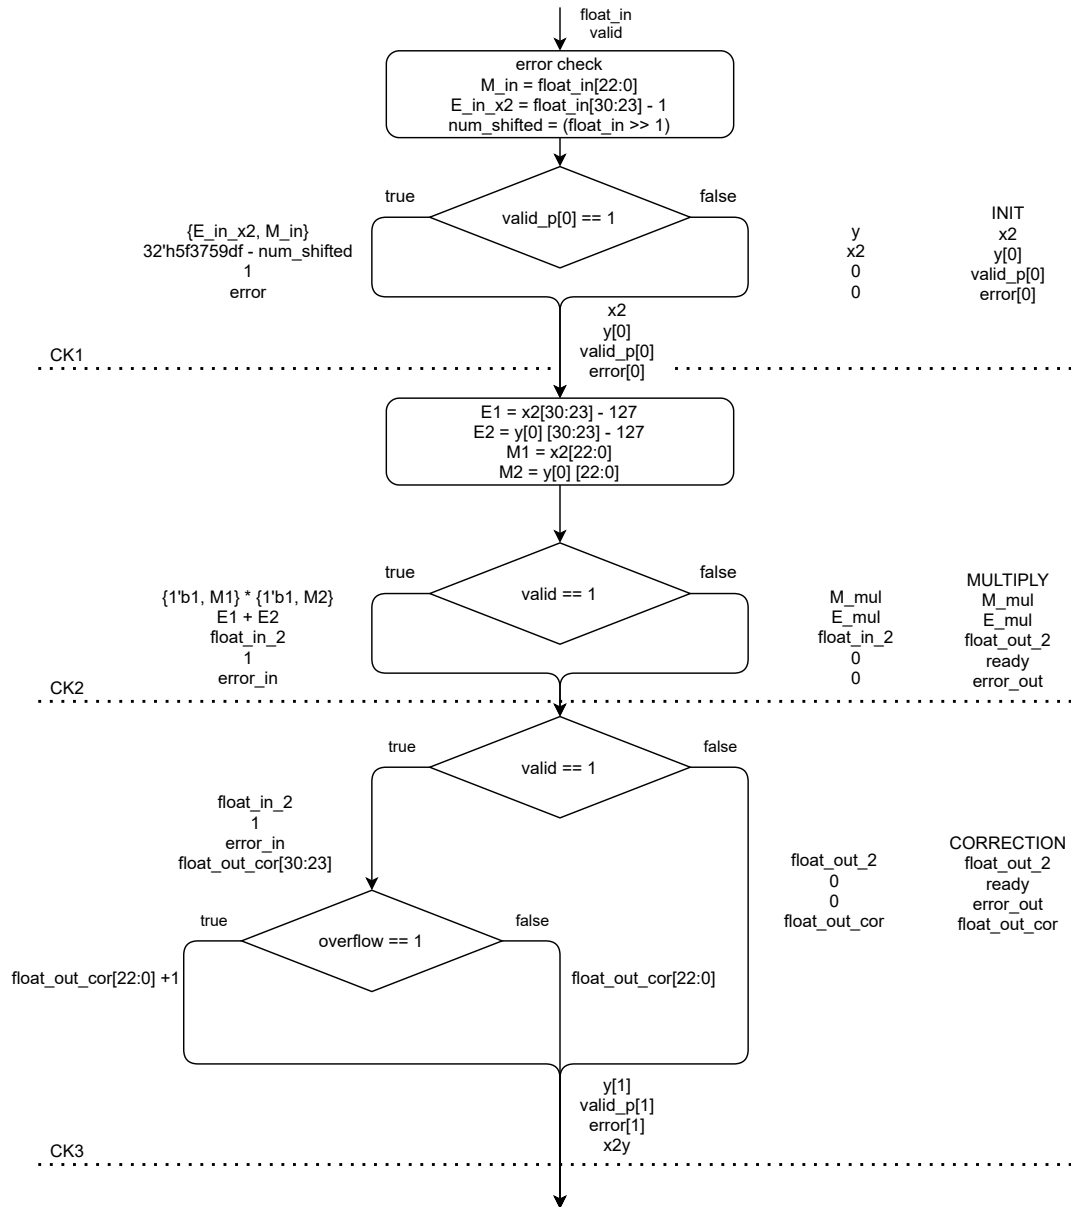 float_in
valid
error check
M_in = float_in[22:0]
E_in_x2 = float_in[30:23] - 1
num_shifted = (float_in >> 1)
true
false
valid_p[0] == 1
{E_in_x2, M_in}
32'h5f3759df - num_shifted
1
error
y
x2
0
0
INIT
x2
y[0]
valid_p[0]
error[0]
x2
y[0]
valid_p[0]
error[0]
CK1
E1 = x2[30:23] - 127
E2 = y[0] [30:23] - 127
M1 = x2[22:0]
M2 = y[0] [22:0]
true
false
valid == 1
{1'b1, M1} * {1'b1, M2}
E1 + E2
float_in_2
1
error_in
M_mul
E_mul
float_in_2
0
0
MULTIPLY
M_mul
E_mul
float_out_2
ready
error_out
CK2
true
false
valid == 1
float_in_2
1
error_in
float_out_cor[30:23]
float_out_2
0
0
float_out_cor
CORRECTION
float_out_2
ready
error_out
float_out_cor
true
false
overflow == 1
float_out_cor[22:0] +1
float_out_cor[22:0]
y[1]
valid_p[1]
error[1]
x2y
CK3